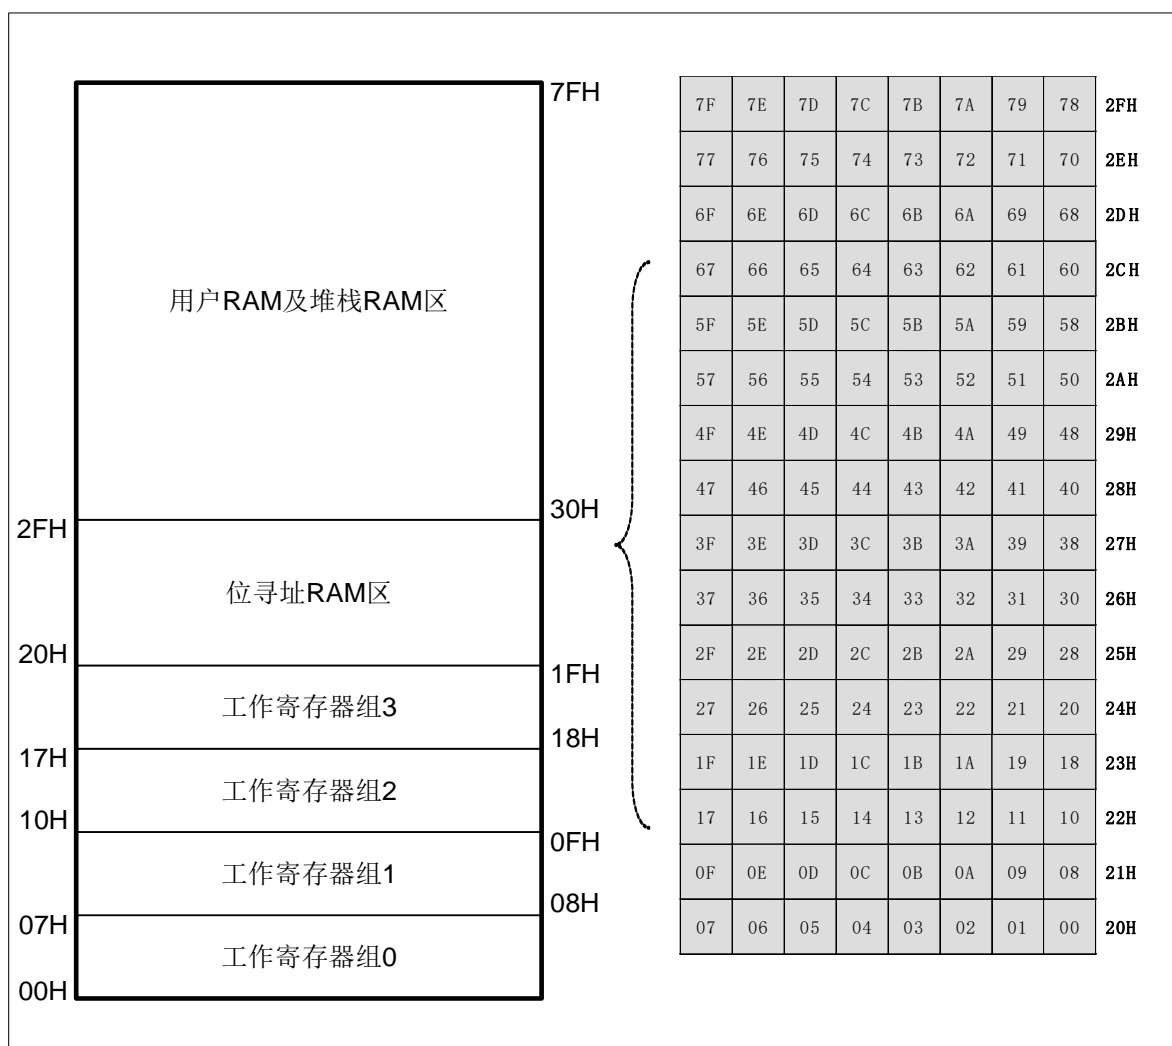 7FH
用户RAM及堆栈RAM区
30H
2FH
位寻址RAM区
20H
1FH
工作寄存器组3
18H
17H
工作寄存器组2
10H
0FH
工作寄存器组1
08H
07H
工作寄存器组0
00H
7F 7E 7D 7C 7B 7A 79 78 2FH
77 76 75 74 73 72 71 70 2EH
6F 6E 6D 6C 6B 6A 69 68 2DH
67 66 65 64 63 62 61 60 2CH
5F 5E 5D 5C 5B 5A 59 58 2BH
57 56 55 54 53 52 51 50 2AH
4F 4E 4D 4C 4B 4A 49 48 29H
47 46 45 44 43 42 41 40 28H
3F 3E 3D 3C 3B 3A 39 38 27H
37 36 35 34 33 32 31 30 26H
2F 2E 2D 2C 2B 2A 29 28 25H
27 26 25 24 23 22 21 20 24H
1F 1E 1D 1C 1B 1A 19 18 23H
17 16 15 14 13 12 11 10 22H
0F 0E 0D 0C 0B 0A 09 08 21H
07 06 05 04 03 02 01 00 20H